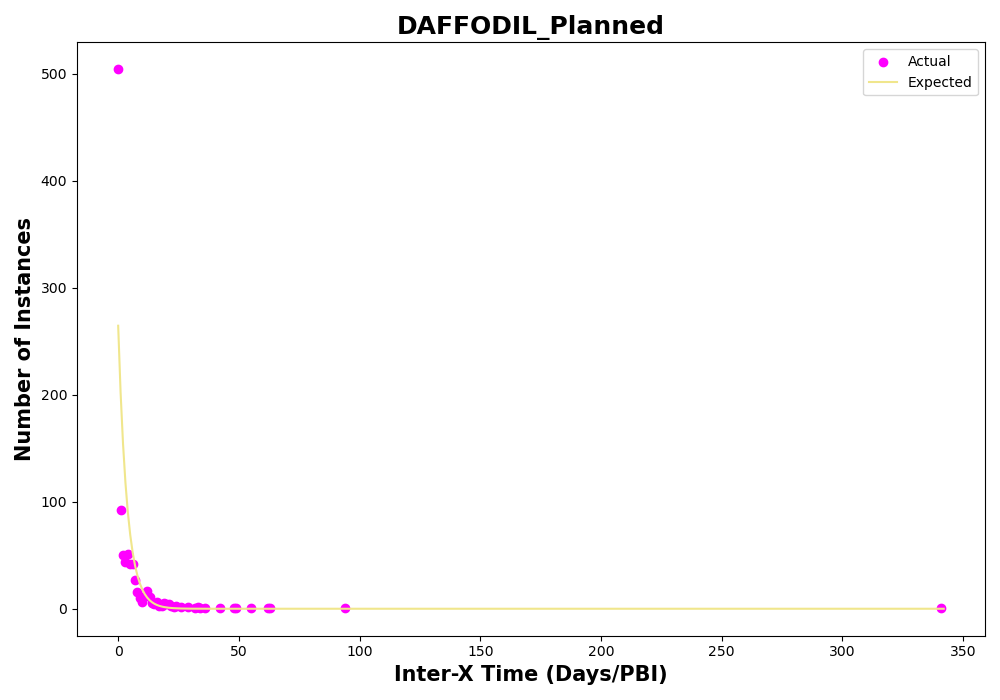 DAFFODIL_Planned
Actual
Expected
500
400
300
200
100
0
Number of Instances
0 50 100 150 200 250 300 350
Inter-X Time (Days/PBI)